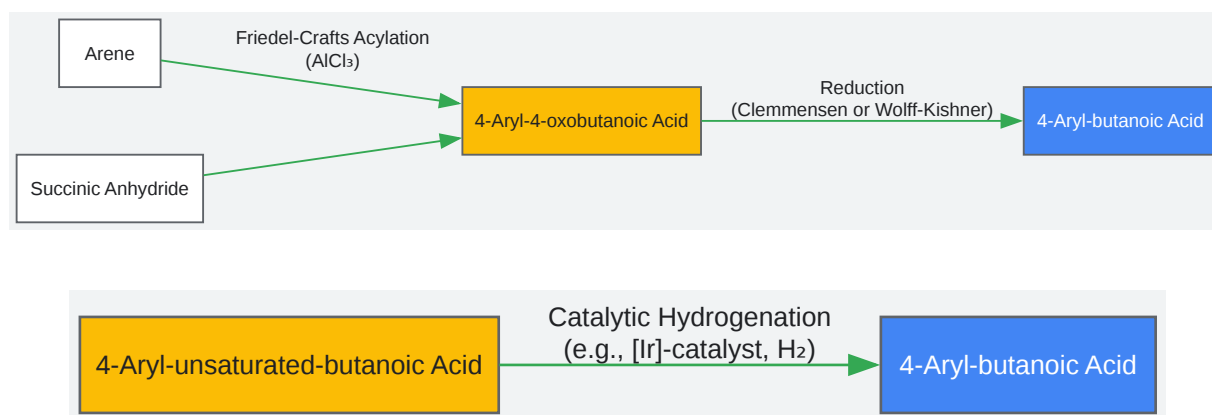 Arene
Friedel-Crafts Acylation
(AlCl₃)
Succinic Anhydride
4-Aryl-4-oxobutanoic Acid
Reduction
(Clemmensen or Wolff-Kishner)
4-Aryl-butanoic Acid
4-Aryl-unsaturated-butanoic Acid
Catalytic Hydrogenation
(e.g., [Ir]-catalyst, H₂)
4-Aryl-butanoic Acid